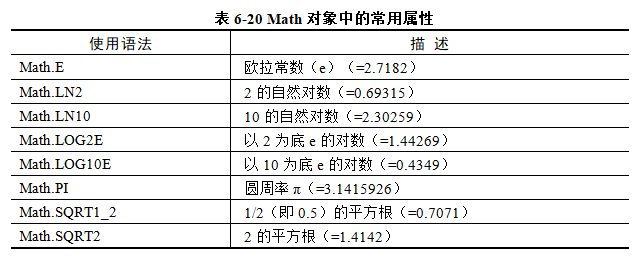 表 6-20 Math 对象中的常用属性
使用语法 描 述
Math.E 欧拉常数（e）（=2.7182）
Math.LN2 2 的自然对数（=0.69315）
Math.LN10 10 的自然对数（=2.30259）
Math.LOG2E 以 2 为底 e 的对数（=1.44269）
Math.LOG10E 以 10 为底 e 的对数（=0.4349）
Math.PI 圆周率 π（=3.1415926）
Math.SQRT1_2 1/2（即 0.5）的平方根（=0.7071）
Math.SQRT2 2 的平方根（=1.4142）